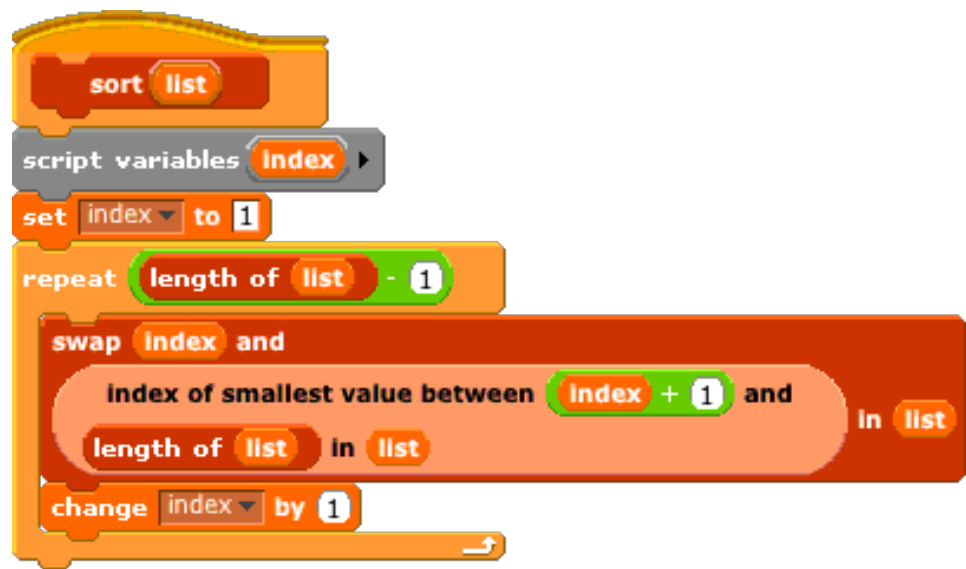 sort list
script variables index
set index to 1
repeat length of list - 1
swap index and
index of smallest value between index + 1 and
length of list in list
in list
change index by 1